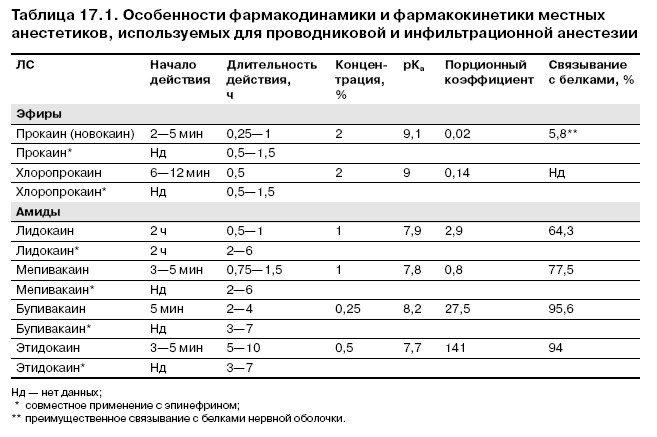 Таблица 17.1. Особенности фармакодинамики и фармакокинетики местных
анестетиков, используемых для проводниковой и инфильтрационной анестезии
ЛС Начало действия Длительность действия, ч Концен-трация, % pKa Порционный коэффициент Связывание с белками, %
Эфиры
Прокаин (новокаин) 2—5 мин 0,25—1 2 9,1 0,02 5,8**
Прокаин* Нд 0,5—1,5
Хлоропрокаин 6—12 мин 0,5 2 9 0,14 Нд
Хлоропрокаин* Нд 0,5—1,5
Амиды
Лидокаин 2 ч 0,5—1 1 7,9 2,9 64,3
Лидокаин* 2 ч 2—6
Мепивакаин 3—5 мин 0,75—1,5 1 7,8 0,8 77,5
Мепивакаин* Нд 2—6
Бупивакаин 5 мин 2—4 0,25 8,2 27,5 95,6
Бупивакаин* Нд 3—7
Этидокаин 3—5 мин 5—10 0,5 7,7 141 94
Этидокаин* Нд 3—7
Нд — нет данных;
* совместное применение с эпинефрином;
** преимущественное связывание с белками нервной оболочки.